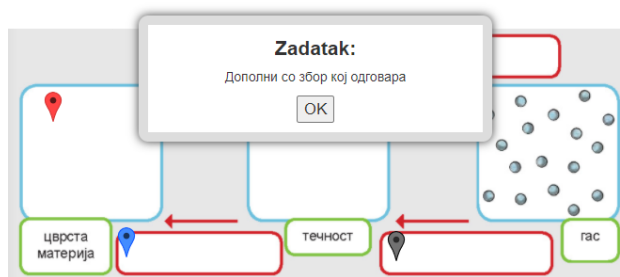 Zadatak:
Дополни со збор кој одговара
OK
цврста
материја
течност
гас